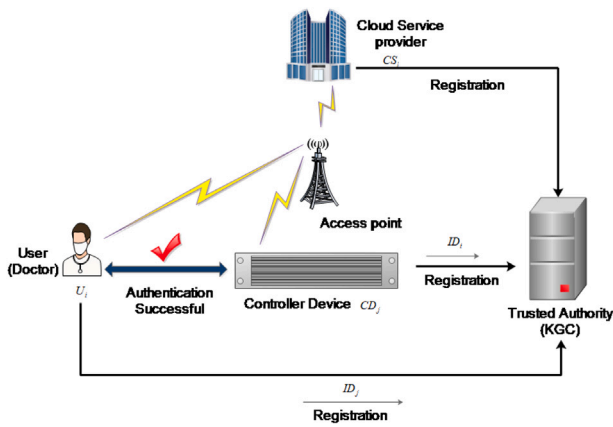 Cloud Service
provider
CS_i
Registration
Access point
User
(Doctor)
U_i
Authentication
Successful
Controller Device CD_j
ID_i
Registration
Trusted Authority
(KGC)
ID_j
Registration